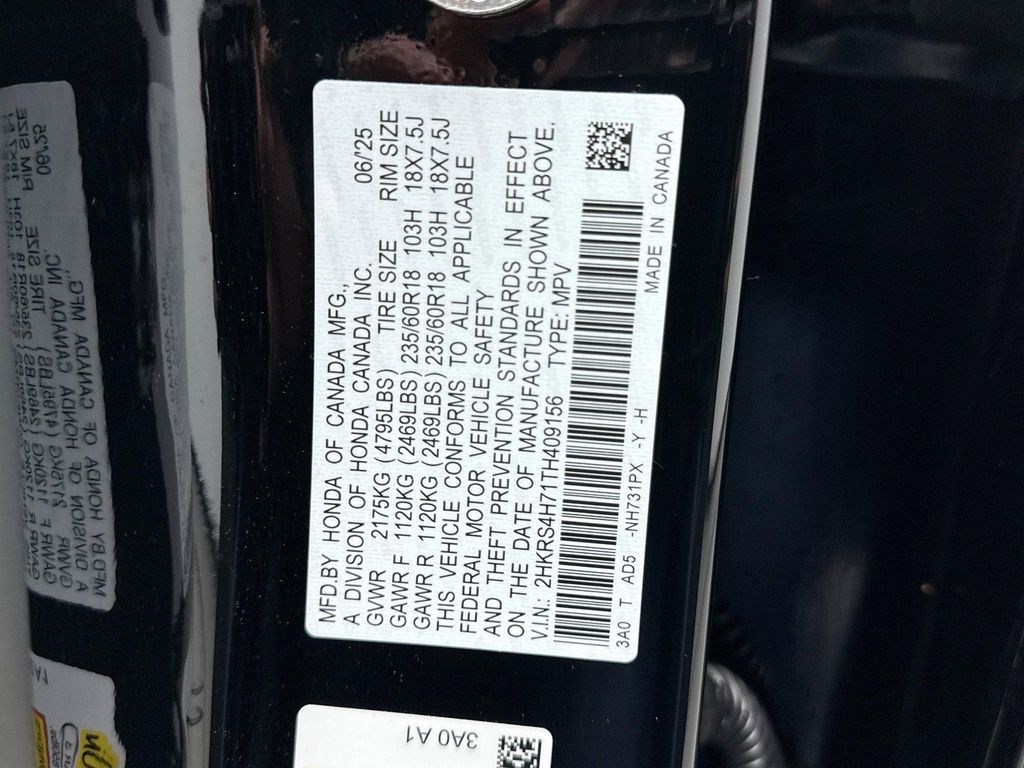 MFD.BY HONDA OF CANADA MFG.,
A DIVISION OF HONDA CANADA INC. 06/'25
GVWR 2175KG (4795LBS) TIRE SIZE RIM SIZE
GAWR F 1120KG (2469LBS) 235/60R18 103H 18X7.5J
GAWR R 1120KG (2469LBS) 235/60R18 103H 18X7.5J
THIS VEHICLE CONFORMS TO ALL APPLICABLE
FEDERAL MOTOR VEHICLE SAFETY
AND THEFT PREVENTION STANDARDS IN EFFECT
ON THE DATE OF MANUFACTURE SHOWN ABOVE.
V.I.N. 2HKRS4H71TH409156 TYPE: MPV
3A0 T AD5 -NH731PX -Y -H MADE IN CANADA
3A0 A1